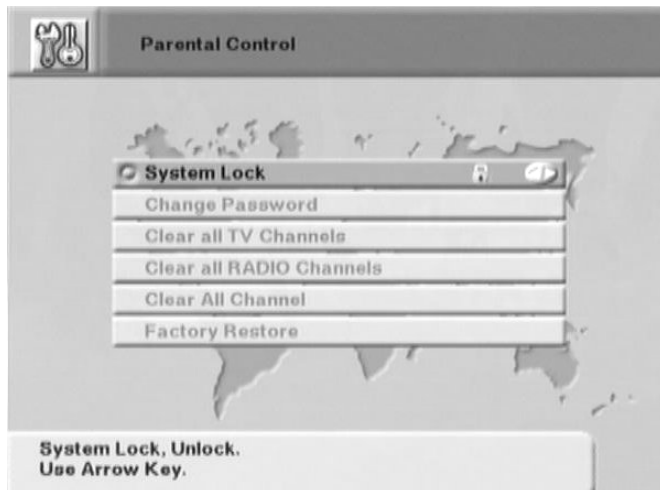 Parental Control
System Lock
Change Password
Clear all TV Channels
Clear all RADIO Channels
Clear All Channel
Factory Restore
System Lock, Unlock.
Use Arrow Key.